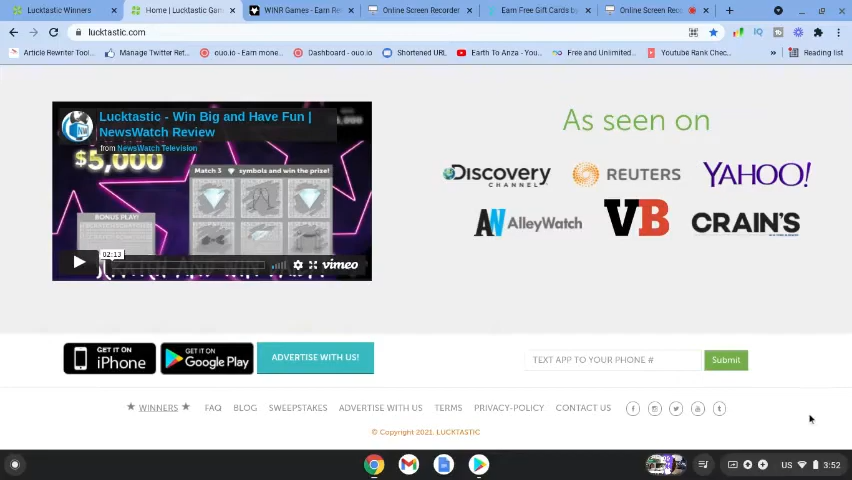 Lucktastic Winners
Home | Lucktastic Gam
WINR Games - Earn Re
Online Screen Recorder
Earn Free Gift Cards by
Online Screen Reco
lucktastic.com
Article Rewriter Tool...
Manage Twitter Ret...
ouo.io - Earn mone...
Dashboard - ouo.io
Shortened URL
Earth To Anza - You...
Free and Unlimited...
Youtube Rank Chec...
»
Reading list
Lucktastic - Win Big and Have Fun |
NewsWatch Review
from NewsWatch Television
$5,000
Match 3 symbols and win the prize!
BONUS PLAY!
02:13
vimeo
As seen on
Discovery
CHANNEL
REUTERS
YAHOO!
AW AlleyWatch
VB
CRAIN'S
GET IT ON
iPhone
GET IT ON
Google Play
ADVERTISE WITH US!
TEXT APP TO YOUR PHONE #
Submit
WINNERS
FAQ
BLOG
SWEEPSTAKES
ADVERTISE WITH US
TERMS
PRIVACY-POLICY
CONTACT US
© Copyright 2021. LUCKTASTIC
US
3:52